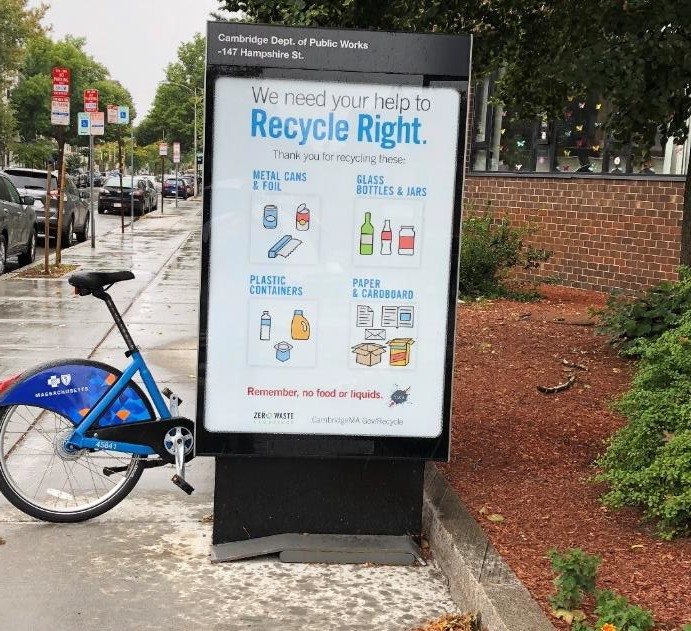 Cambridge Dept. of Public Works
-147 Hampshire St.
We need your help to
Recycle Right.
Thank you for recycling these:
METAL CANS
& FOIL
GLASS
BOTTLES & JARS
PLASTIC
CONTAINERS
PAPER
& CARDBOARD
Remember, no food or liquids.
ZERO WASTE
CAMBRIDGE
CambridgeMA.Gov/Recycle
MASSACHUSETTS
45641